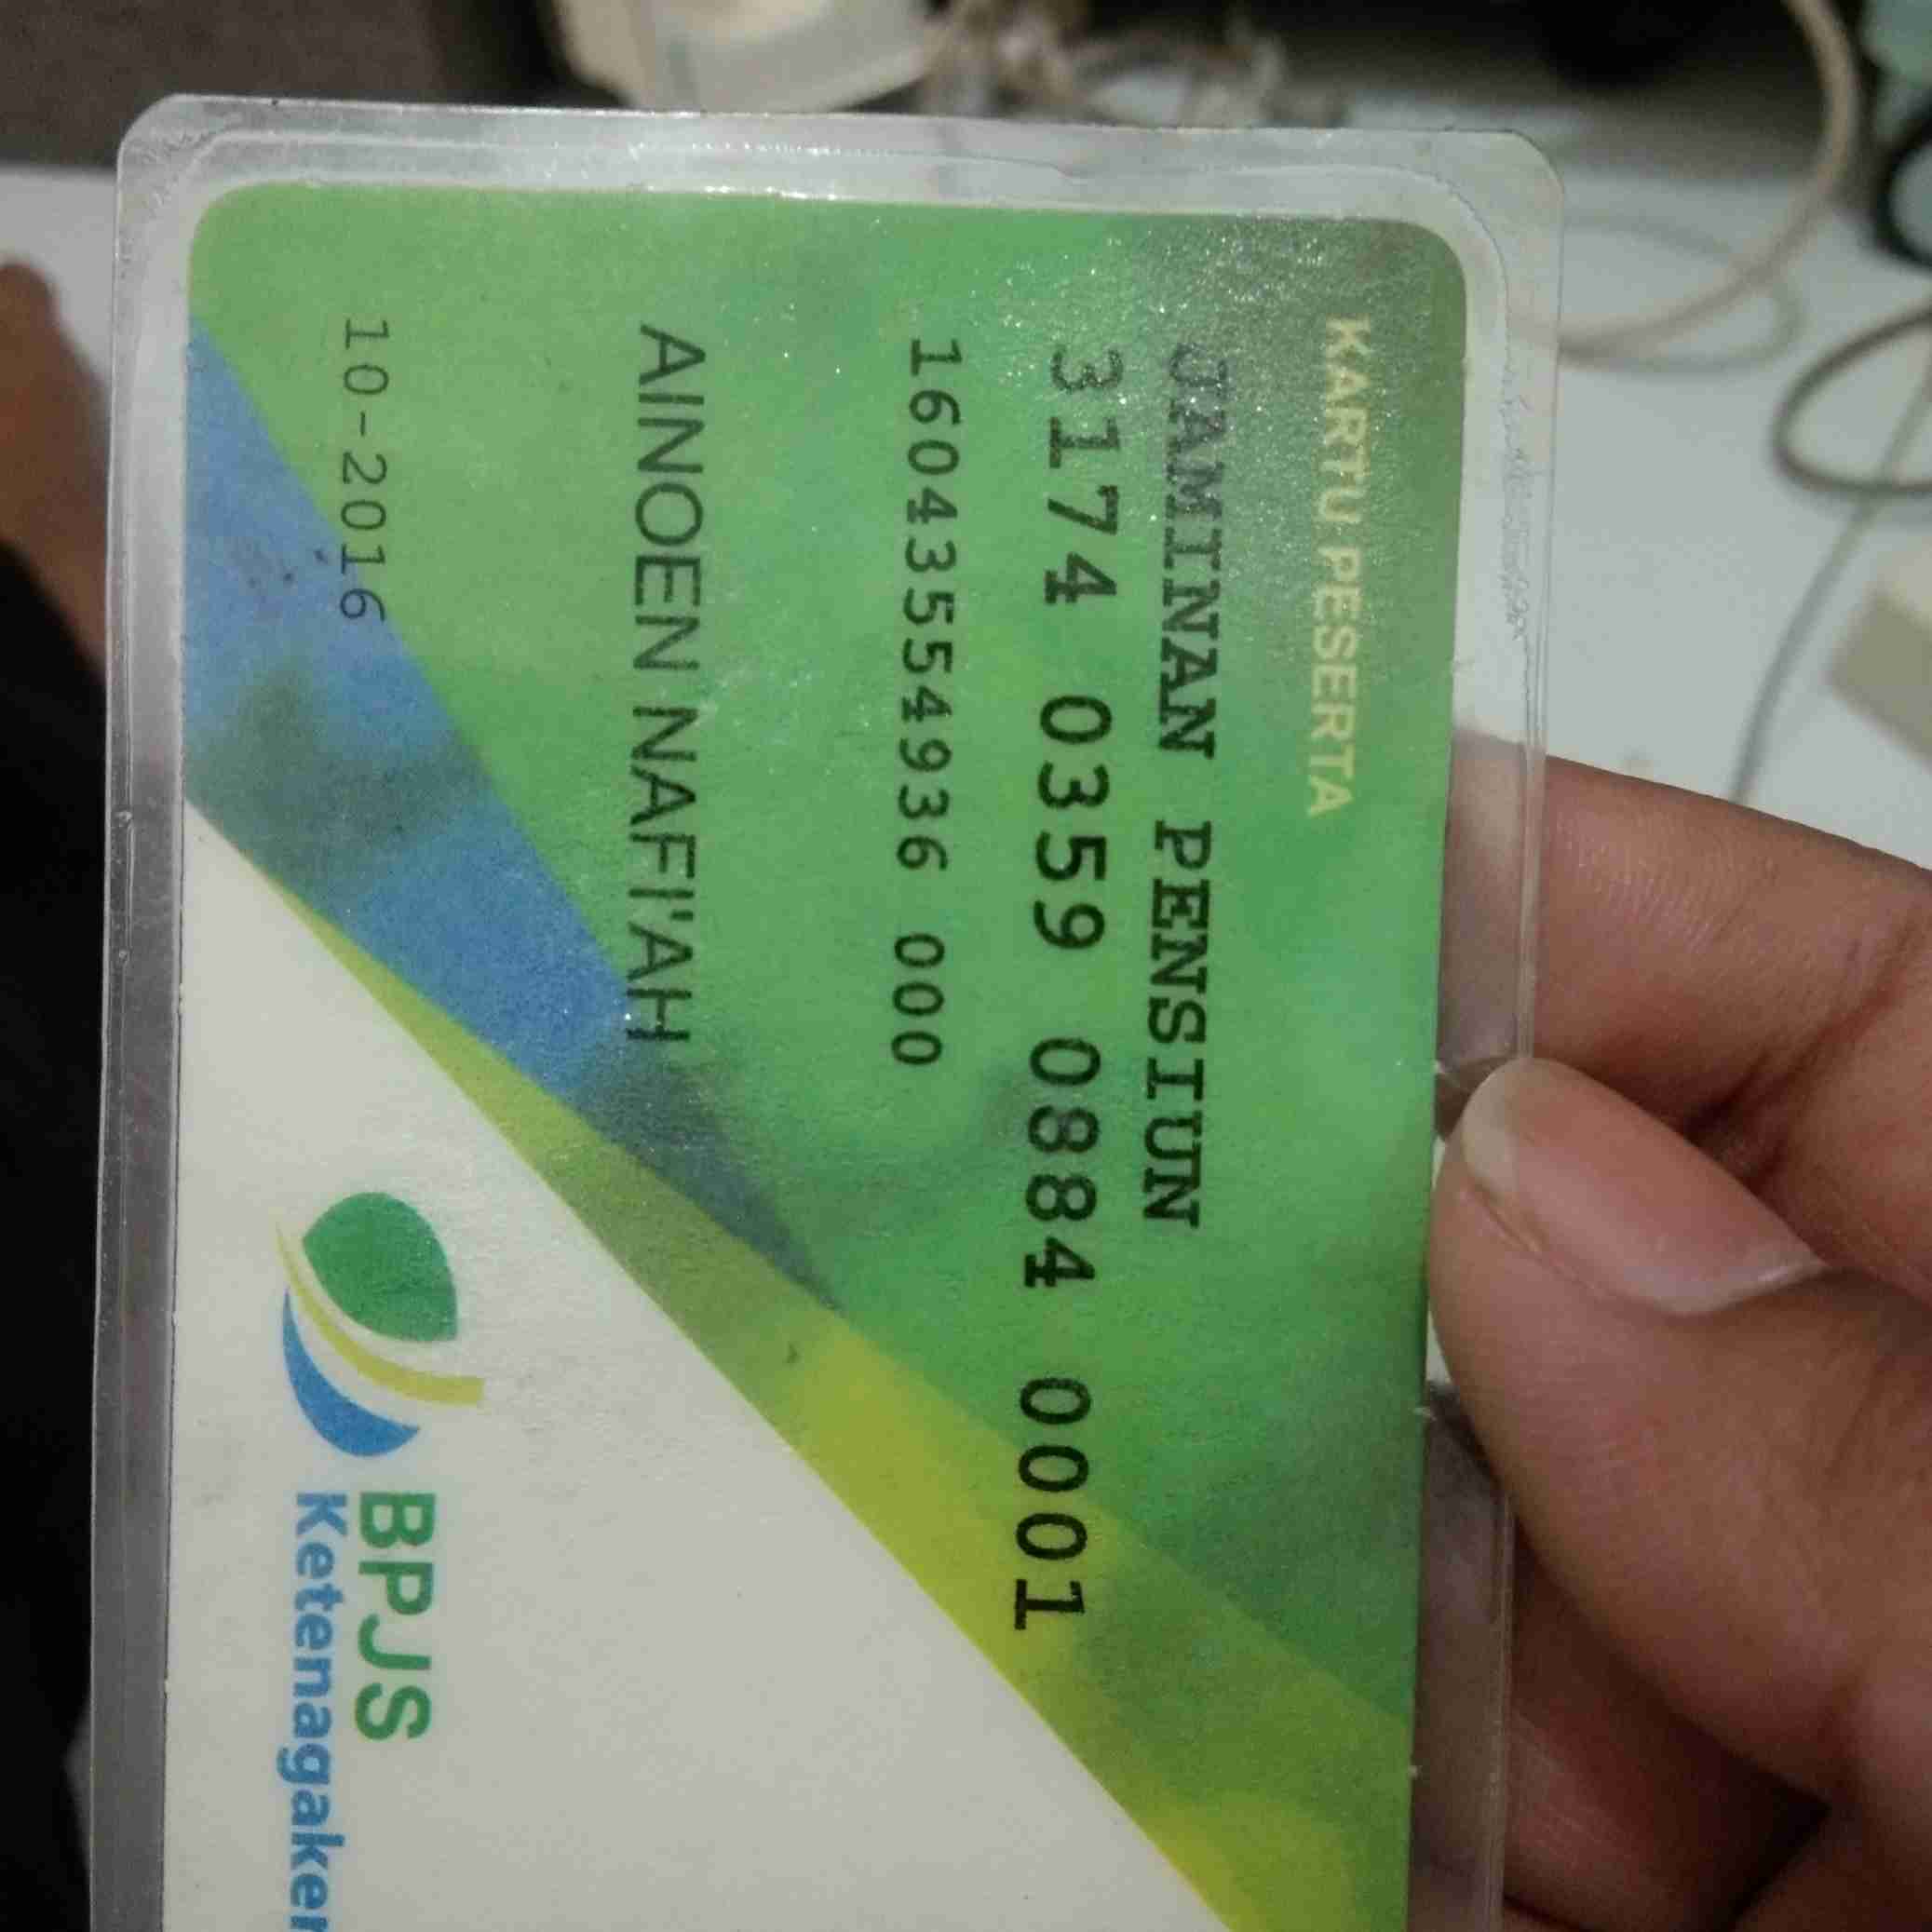 KARTU PESERTA
JAMINAN PENSIUN
3174 0359 0884 0001
16043554936 000
AINOEN NAFI'AH
10-2016
BPJS
Ketenagaker